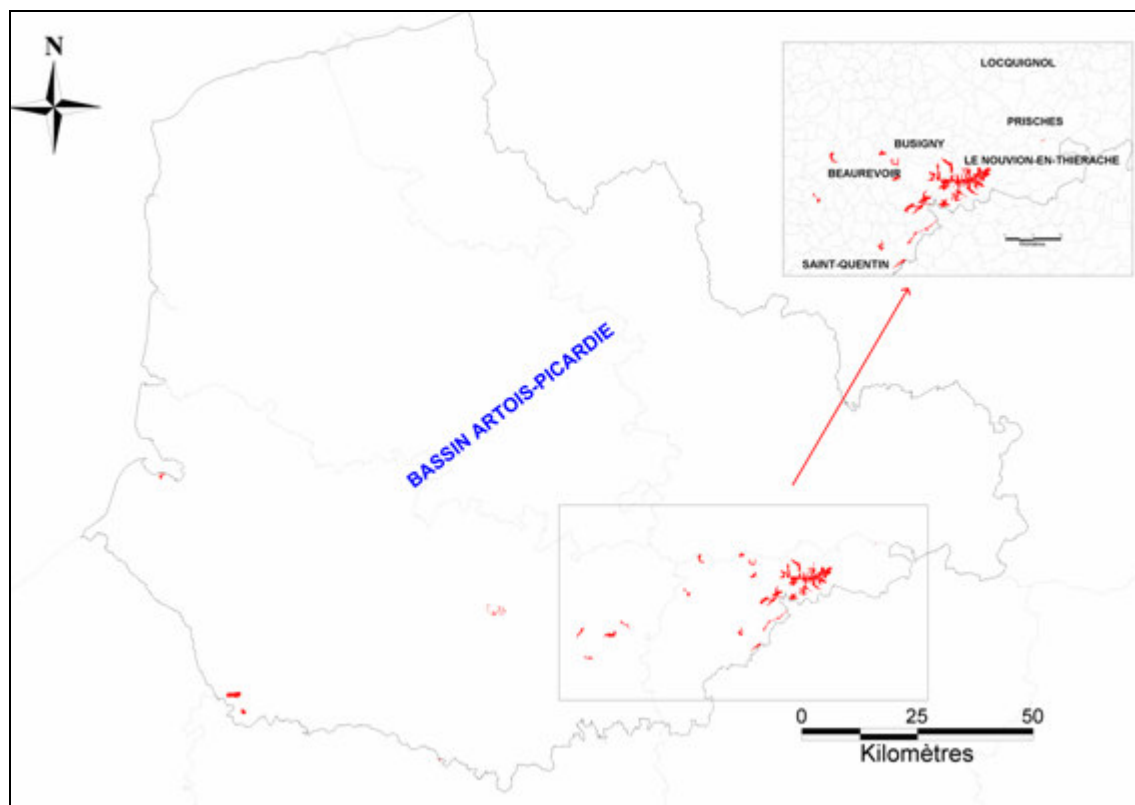 N
LOCQUIGNOL
PRISCHES
BUSIGNY
LE NOUVION-EN-THIERACHE
BEAUREVOIR
SAINT-QUENTIN
BASSIN ARTOIS-PICARDIE
0 25 50
Kilomètres